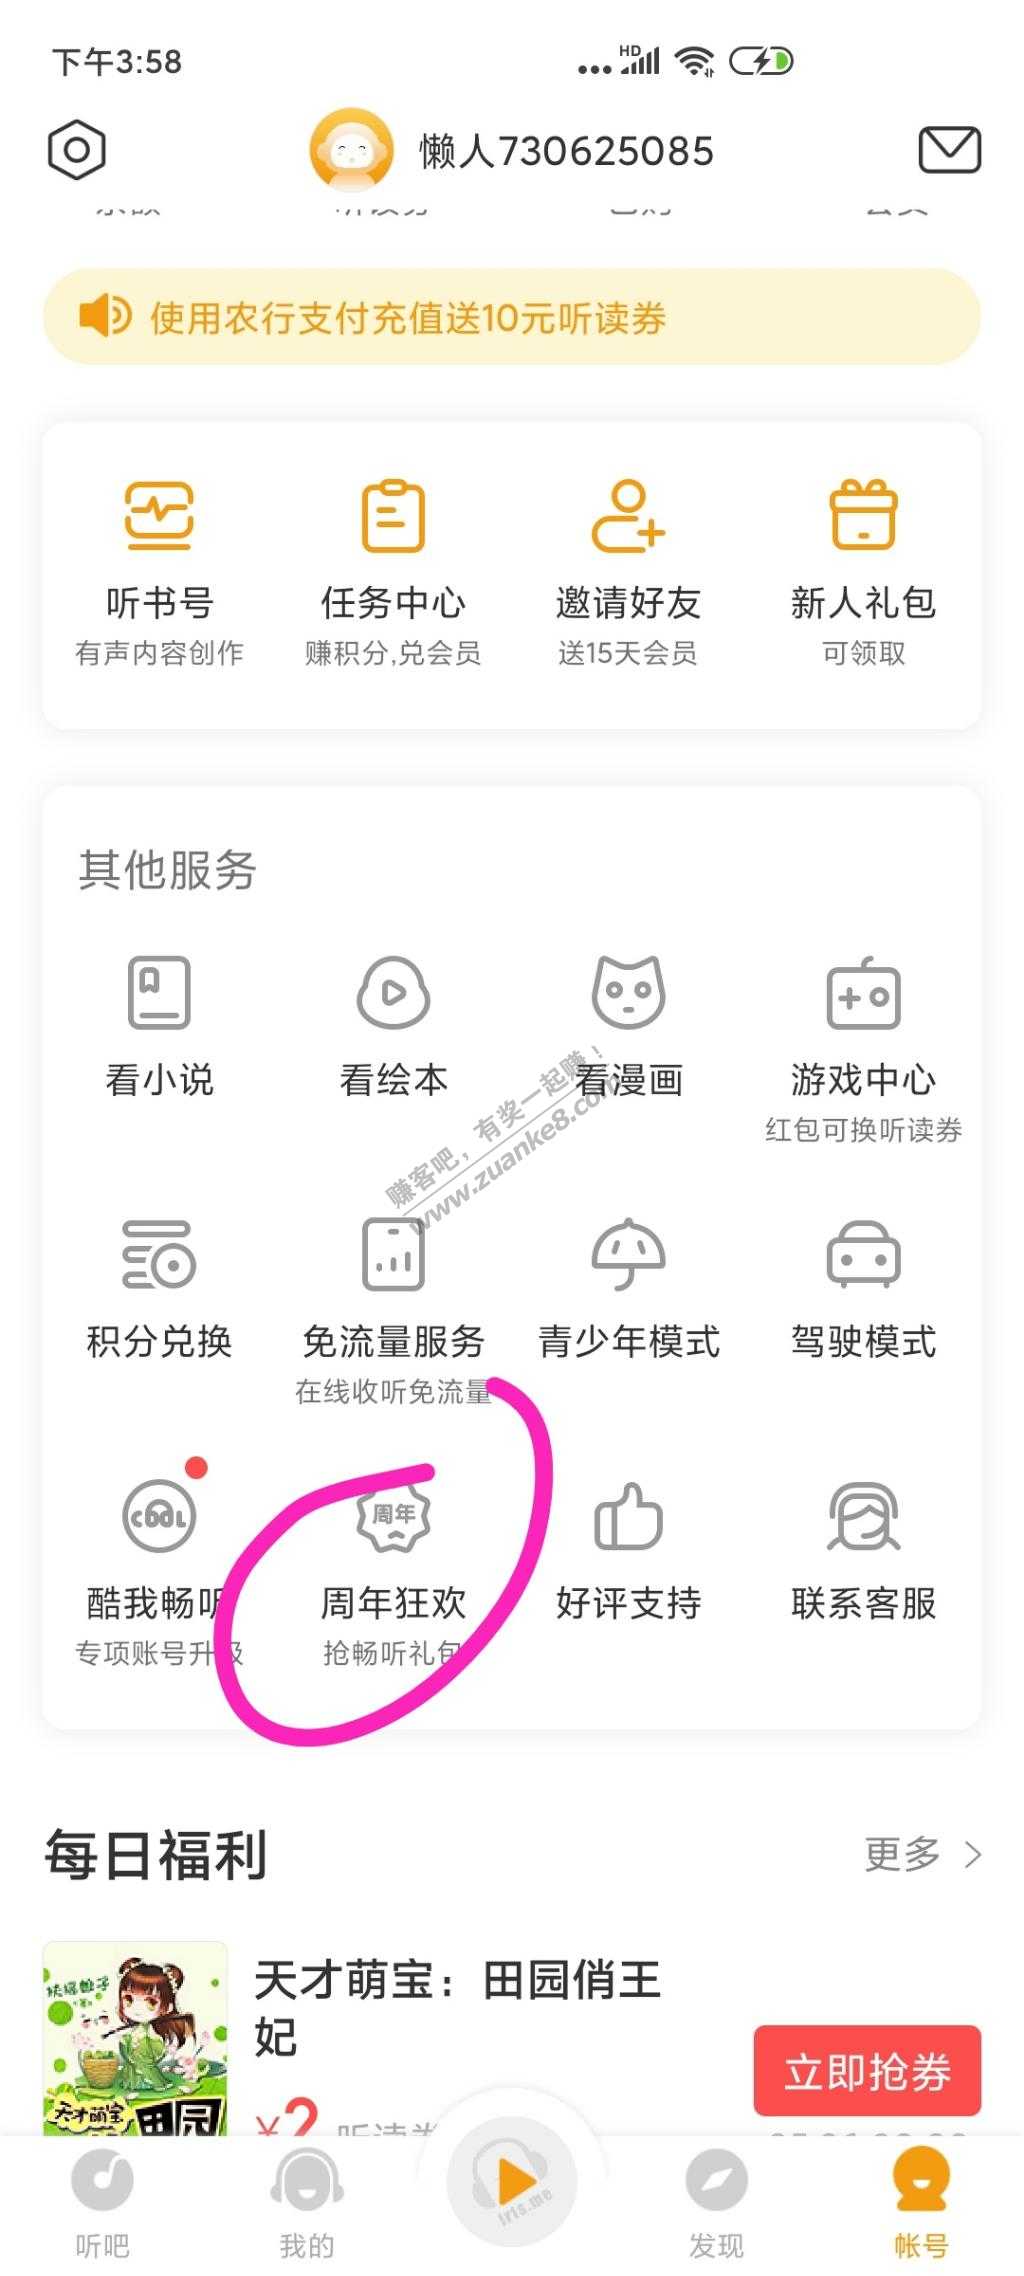 下午3:58
HD
懒人730625085
使用农行支付充值送10元听读券
听书号 任务中心 邀请好友 新人礼包
有声内容创作 赚积分,兑会员 送15天会员 可领取
其他服务
看小说 看绘本 看漫画 游戏中心
红包可换听读券
赚客吧，有奖一起赚！
www.zuanke8.com
积分兑换 免流量服务 青少年模式 驾驶模式
在线收听免流量
周年
酷我畅听 周年狂欢 好评支持 联系客服
专项账号升级 抢畅听礼包
每日福利 更多
天才萌宝：田园俏王
妃
立即抢券
¥2 听读券
天才萌宝 田园
iris.me
听吧 我的 发现 帐号